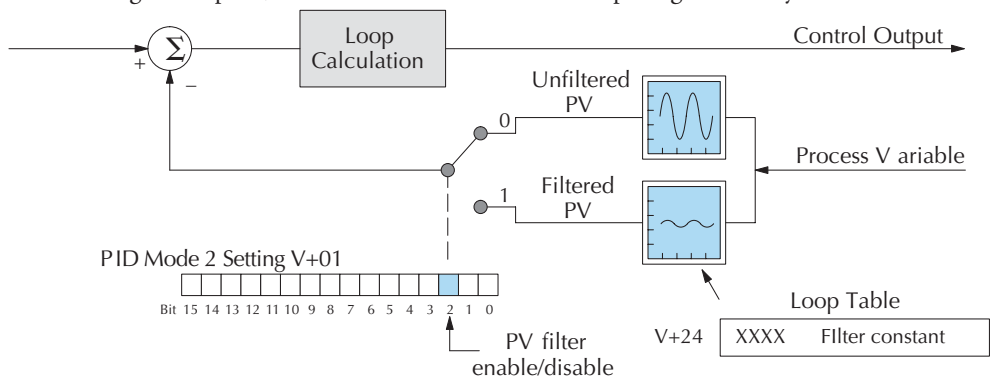 Loop
Calculation
Control Output
Σ
+
−
Unfiltered
PV
0
Process V ariable
1
Filtered
PV
PID Mode 2 Setting V+01
Bit 15 14 13 12 11 10 9 8 7 6 5 4 3 2 1 0
PV filter
enable/disable
Loop Table
V+24 XXXX FIlter constant